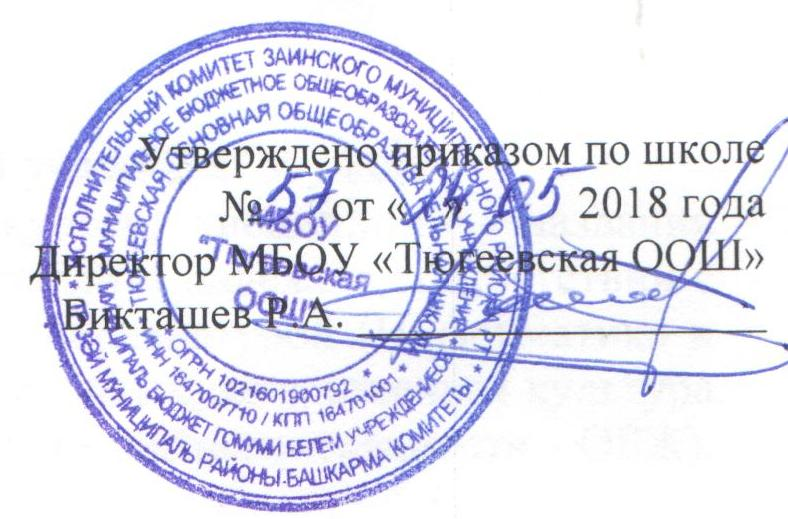 Утверждено приказом по школе
№ 57 от « » 05 2018 года
Директор МБОУ «Тюгеевская ООШ»
Бикташев Р.А.
ИСПОЛНИТЕЛЬНЫЙ КОМИТЕТ ЗАИНСКОГО МУНИЦИПАЛЬНОГО РАЙОНА РТ *
МУНИЦИПАЛЬНОЕ БЮДЖЕТНОЕ ОБЩЕОБРАЗОВАТЕЛЬНОЕ УЧРЕЖДЕНИЕ *
ТЮГЕЕВСКАЯ ОСНОВНАЯ ОБЩЕОБРАЗОВАТЕЛЬНАЯ ШКОЛА
МБОУ
"Тюгеевская
ООШ"
* ОГРН 1021601900792 *
ИНН 1647007710 / КПП 164701001 *
МУНИЦИПАЛЬ БЮДЖЕТ ГОМУМИ БЕЛЕМ УЧРЕЖДЕНИЕСЕ
МУНИЦИПАЛЬ РАЙОНЫ БАШКАРМА КОМИТЕТЫ *